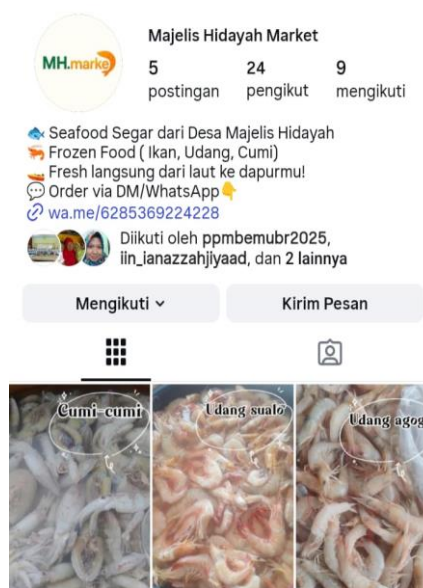 MH.marke
Majelis Hidayah Market
5 24 9
postingan pengikut mengikuti
Seafood Segar dari Desa Majelis Hidayah
Frozen Food ( Ikan, Udang, Cumi)
Fresh langsung dari laut ke dapurmu!
Order via DM/WhatsApp
wa.me/6285369224228
Diikuti oleh ppmbemubr2025,
iin_ianazzahjiyaad, dan 2 lainnya
Mengikuti Kirim Pesan
Cumi-cumi Udang sualo Udang agog